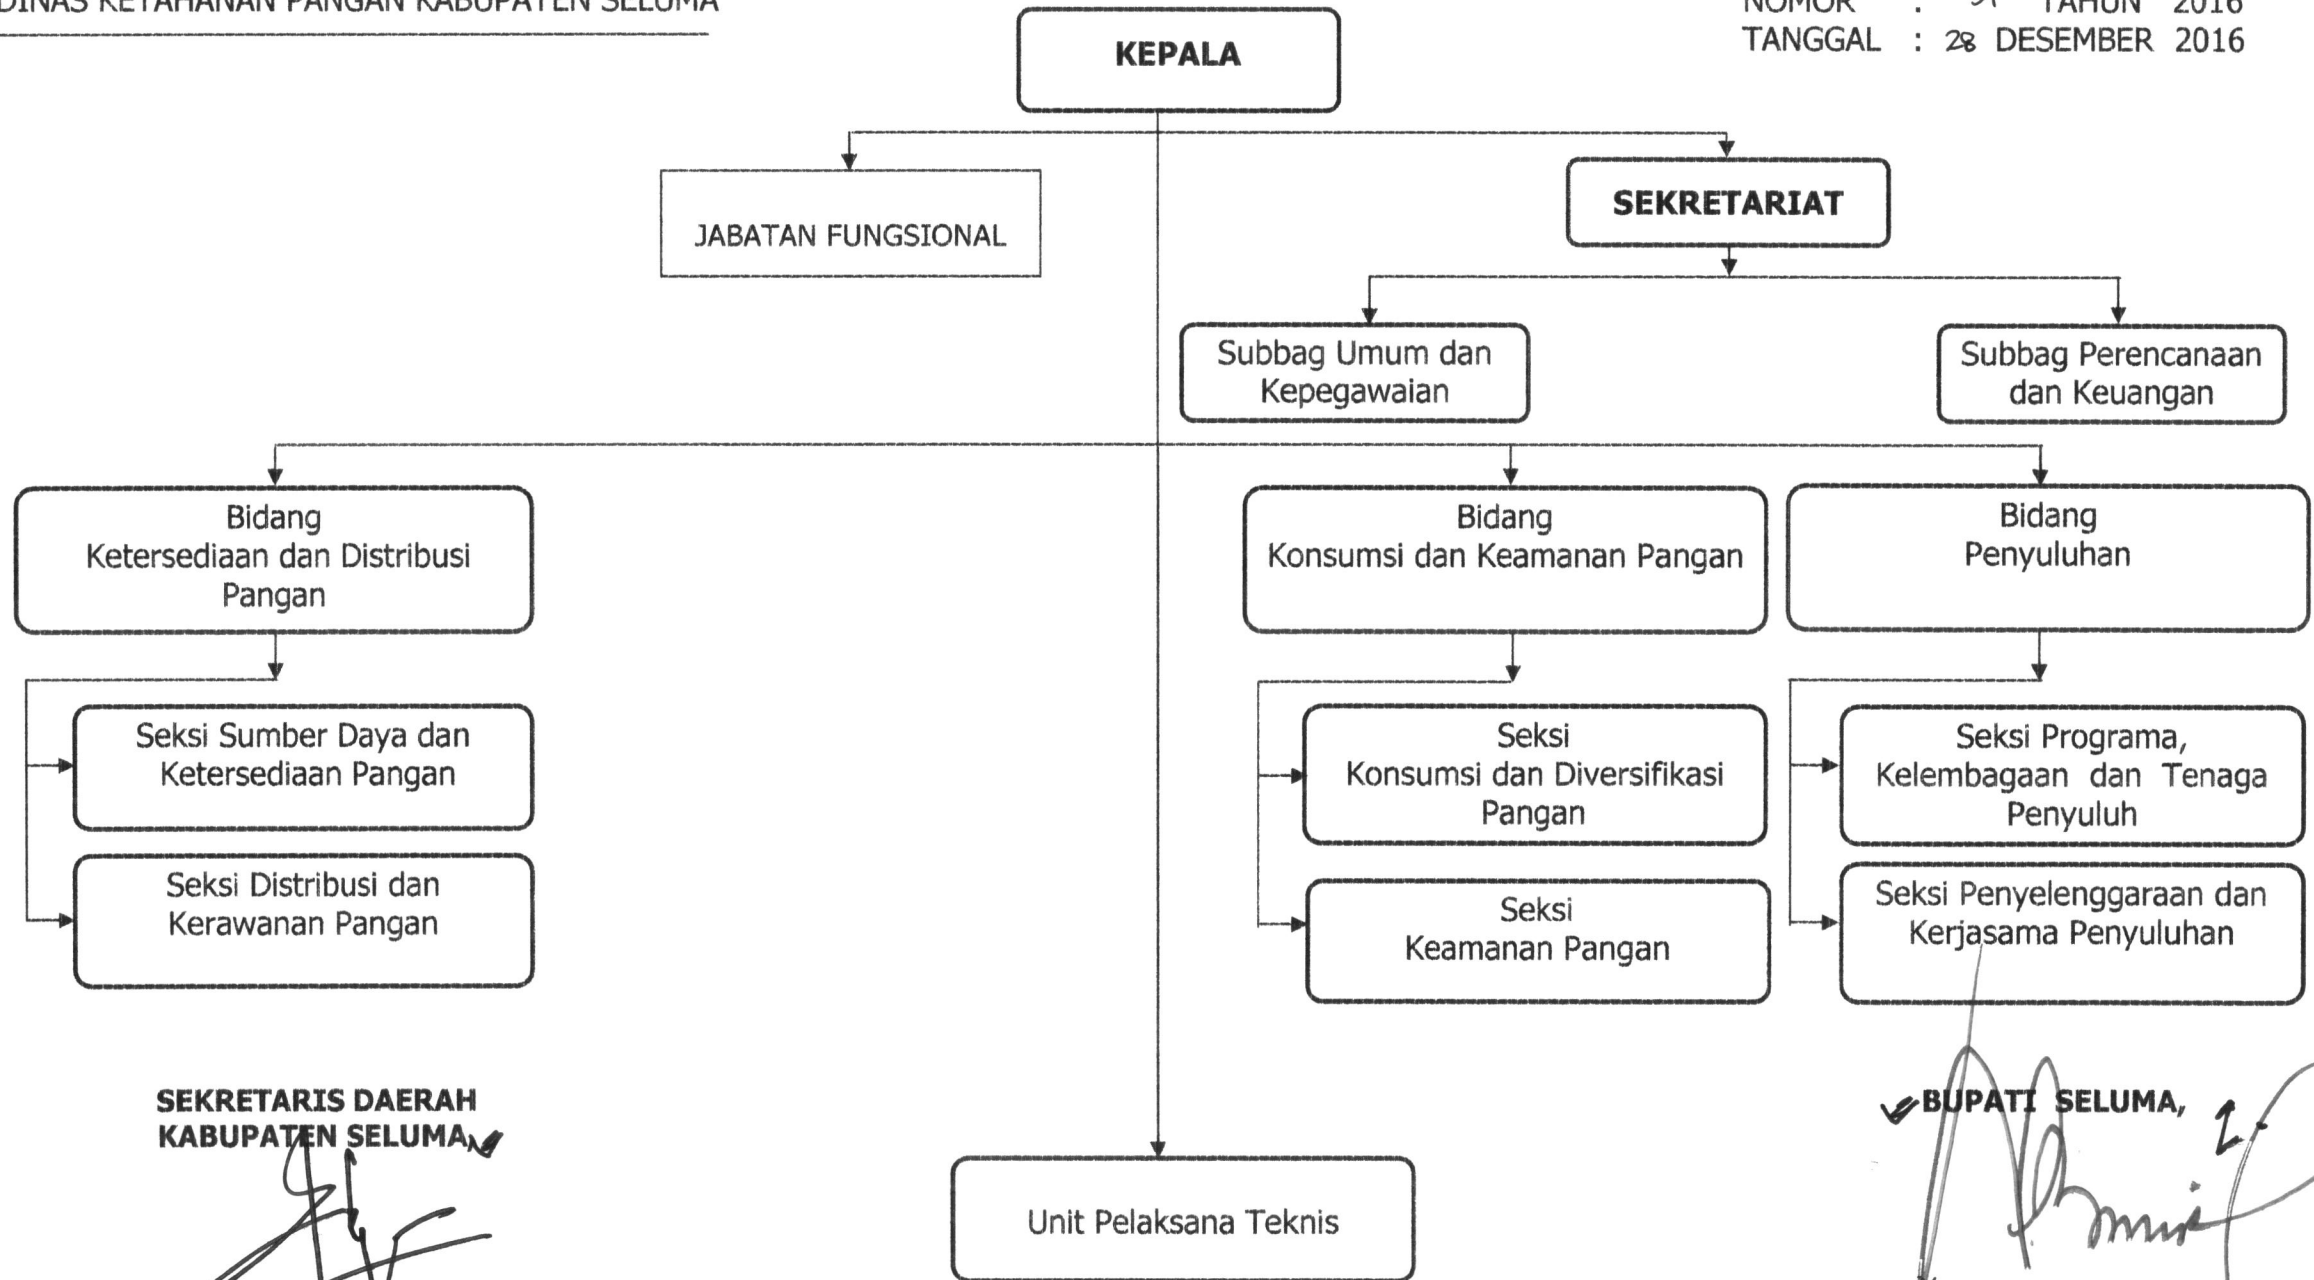 DINAS KETAHANAN PANGAN KABUPATEN SELUMA
NOMOR : TAHUN 2016
TANGGAL : 28 DESEMBER 2016
KEPALA
JABATAN FUNGSIONAL
SEKRETARIAT
Subbag Umum dan
Kepegawaian
Subbag Perencanaan
dan Keuangan
Bidang
Ketersediaan dan Distribusi
Pangan
Bidang
Konsumsi dan Keamanan Pangan
Bidang
Penyuluhan
Seksi Sumber Daya dan
Ketersediaan Pangan
Seksi
Konsumsi dan Diversifikasi
Pangan
Seksi Programa,
Kelembagaan dan Tenaga
Penyuluh
Seksi Distribusi dan
Kerawanan Pangan
Seksi
Keamanan Pangan
Seksi Penyelenggaraan dan
Kerjasama Penyuluhan
SEKRETARIS DAERAH
KABUPATEN SELUMA,
BUPATI SELUMA,
Unit Pelaksana Teknis